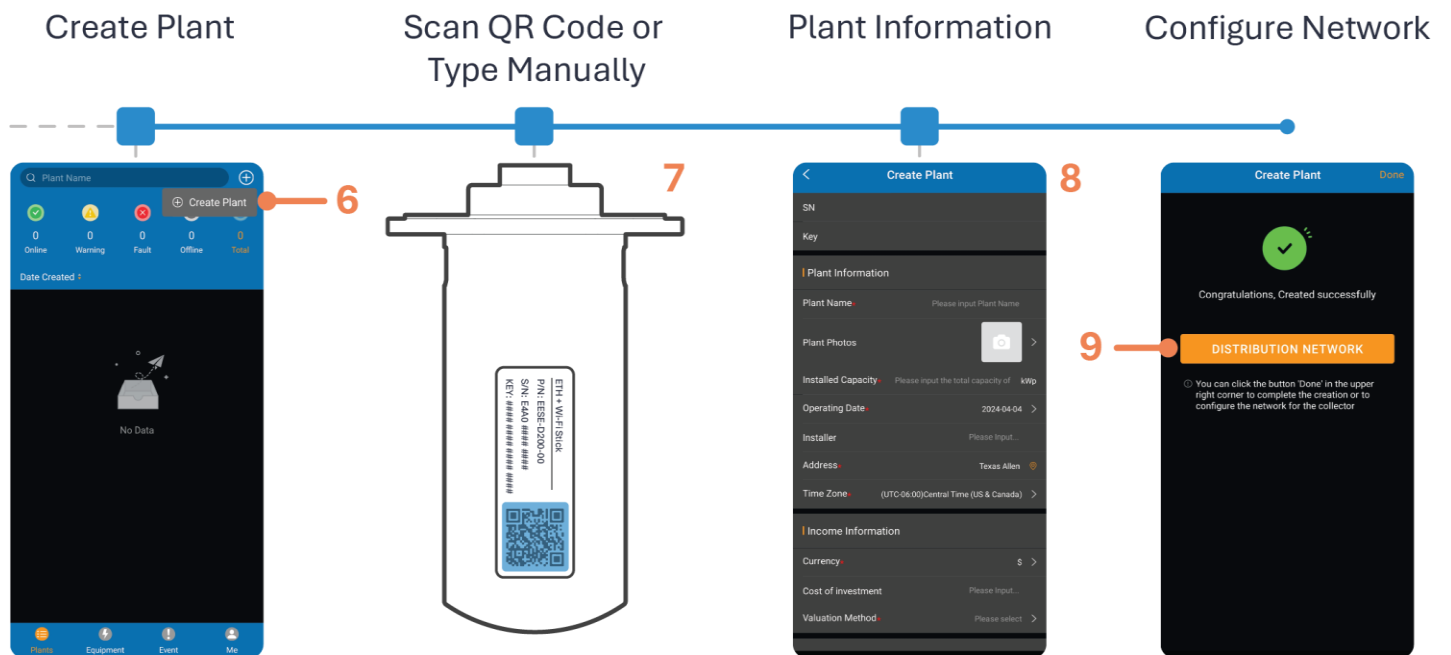 Create Plant
Scan QR Code or
Type Manually
Plant Information
Configure Network
Plant Name
Create Plant
6
0
0
0
0
0
Online
Warning
Fault
Offline
Total
Date Created
No Data
Plants
Equipment
Event
Me
7
ETH + Wi-Fi Stick
P/N: EESE-D200-00
S/N: E4A0 #### ####
KEY: #### #### #### ####
8
Create Plant
SN
Key
Plant Information
Plant Name* Please input Plant Name
Plant Photos
Installed Capacity* Please input the total capacity of kWp
Operating Date* 2024-04-04
Installer Please Input...
Address* Texas Allen
Time Zone* (UTC-06:00)Central Time (US & Canada)
Income Information
Currency* $
Cost of investment Please Input...
Valuation Method* Please select
Create Plant Done
Congratulations, Created successfully
9
DISTRIBUTION NETWORK
You can click the button 'Done' in the upper
right corner to complete the creation or to
configure the network for the collector